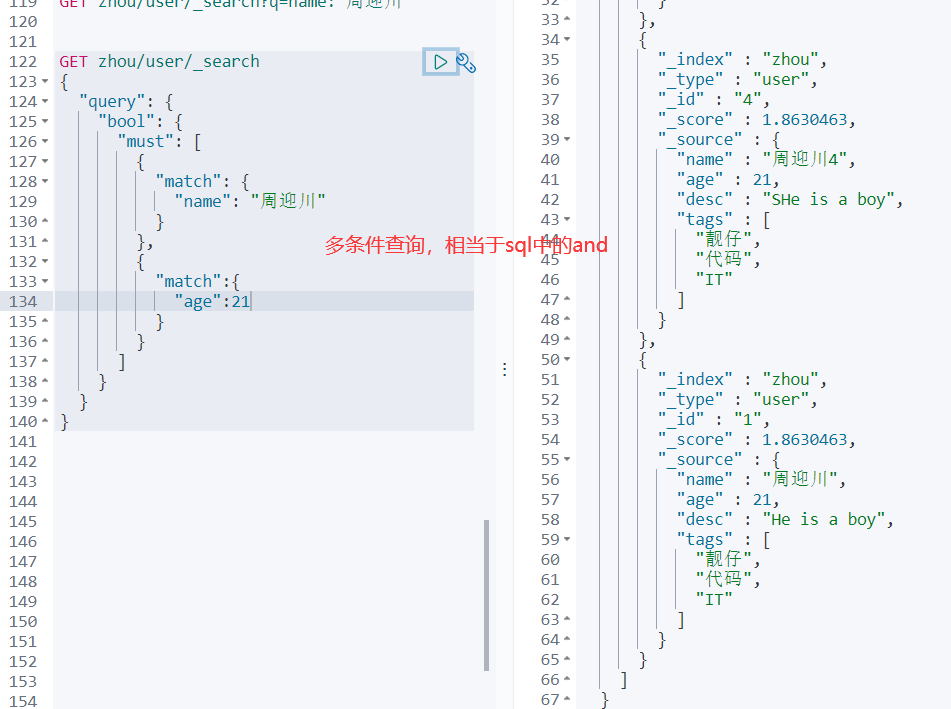 119 GET zhou/user/_search?q=name: 周迎川
120
121
122 GET zhou/user/_search
123 {
124 "query": {
125 "bool": {
126 "must": [
127 {
128 "match": {
129 "name": "周迎川"
130 }
131 },
132 {
133 "match":{
134 "age":21
135 }
136 }
137 ]
138 }
139 }
140 }
141
142
143
144
145
146
147
148
149
150
151
152
153
154
多条件查询，相当于sql中的and
32 }
33 },
34 {
35 "_index" : "zhou",
36 "_type" : "user",
37 "_id" : "4",
38 "_score" : 1.8630463,
39 "_source" : {
40 "name" : "周迎川4",
41 "age" : 21,
42 "desc" : "SHe is a boy",
43 "tags" : [
44 "靓仔",
45 "代码",
46 "IT"
47 ]
48 }
49 },
50 {
51 "_index" : "zhou",
52 "_type" : "user",
53 "_id" : "1",
54 "_score" : 1.8630463,
55 "_source" : {
56 "name" : "周迎川",
57 "age" : 21,
58 "desc" : "He is a boy",
59 "tags" : [
60 "靓仔",
61 "代码",
62 "IT"
63 ]
64 }
65 }
66 ]
67 }